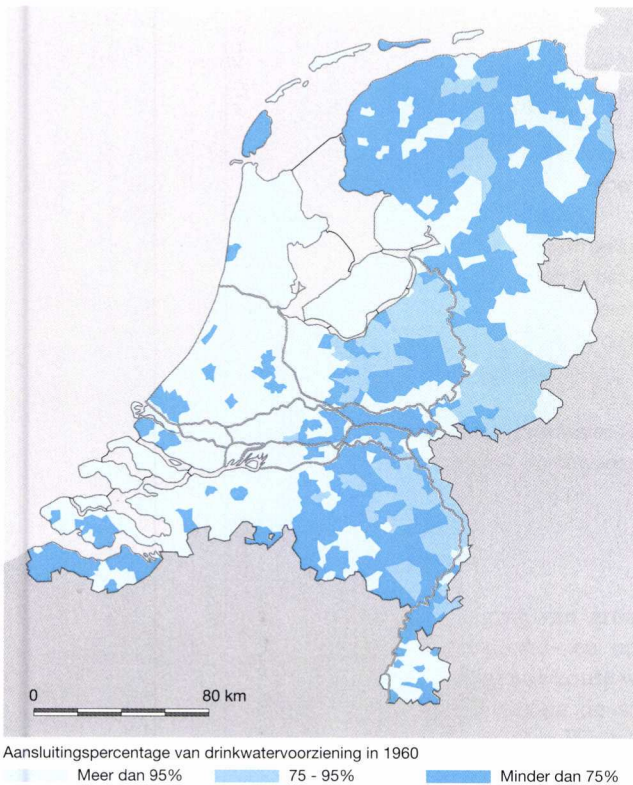 0 80 km
Aansluitingspercentage van drinkwatervoorziening in 1960
Meer dan 95% 75 - 95% Minder dan 75%